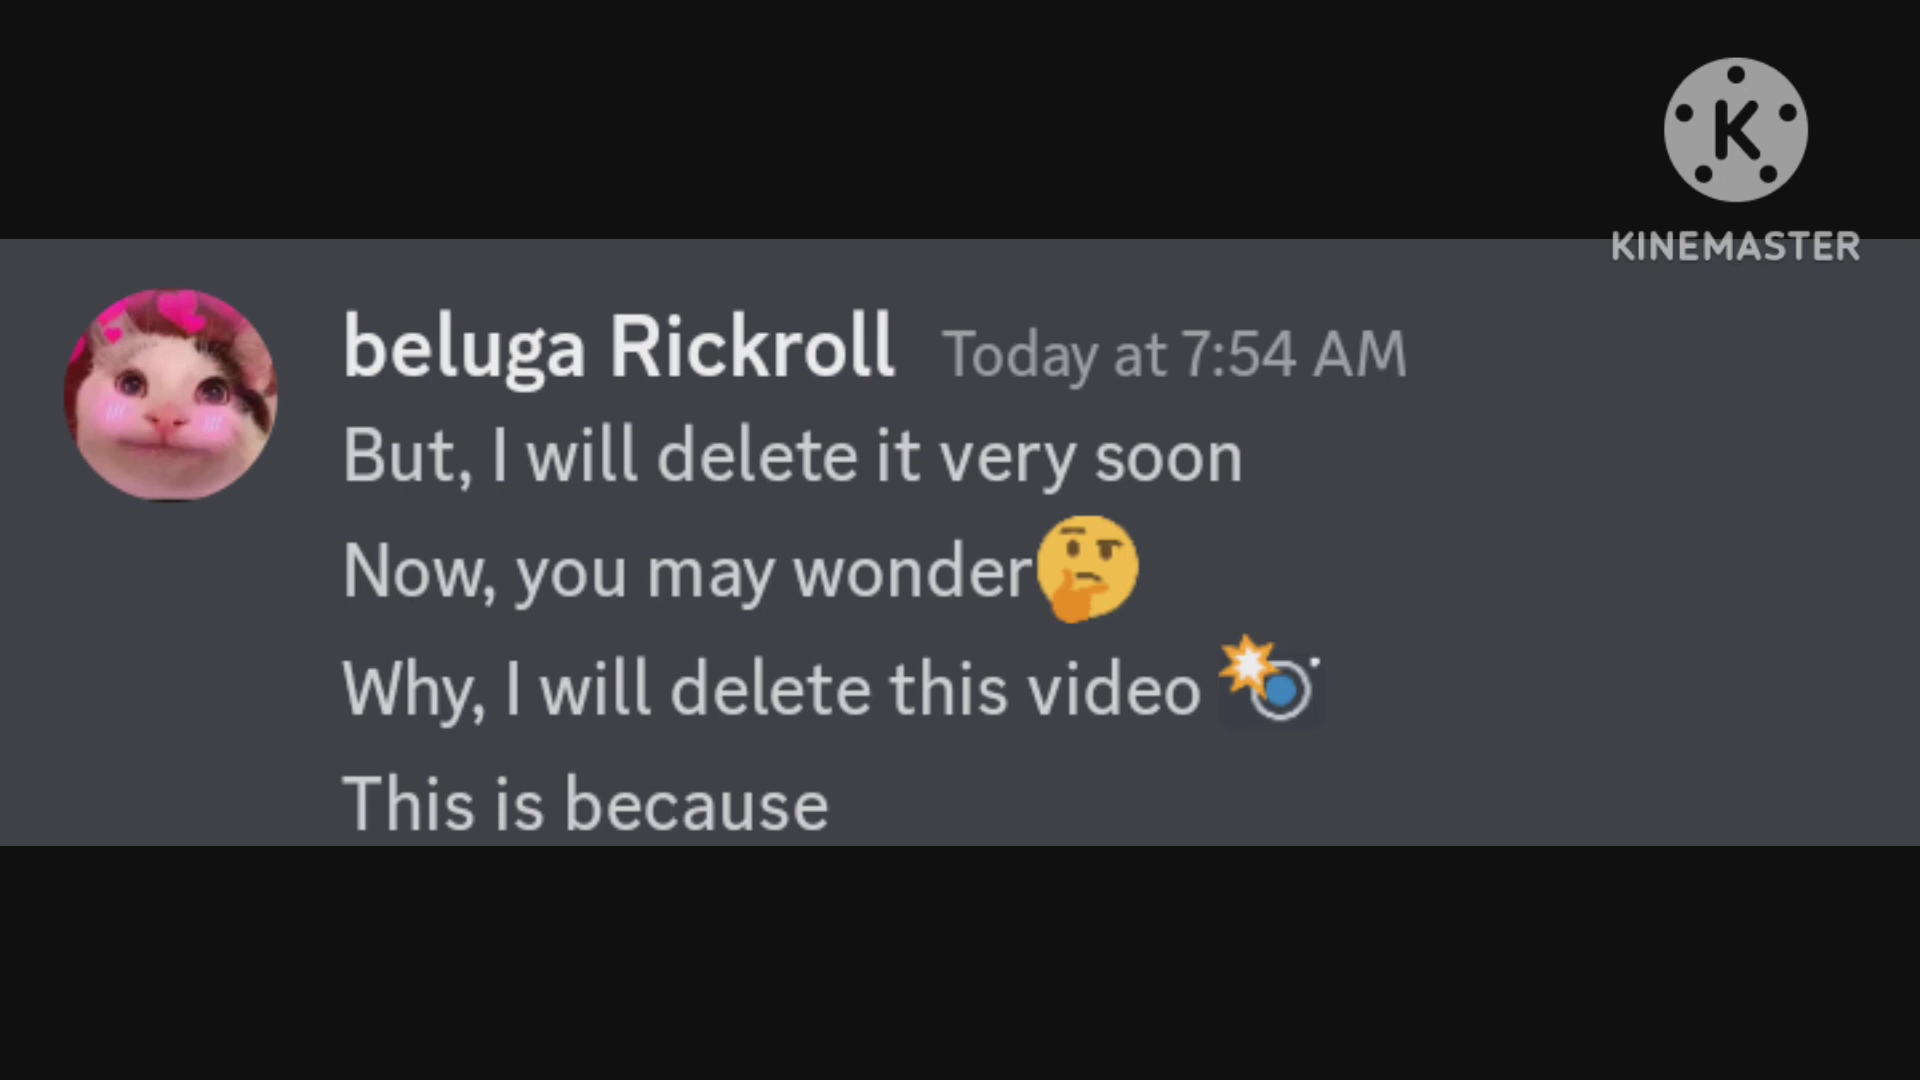 K
KINEMASTER
beluga Rickroll Today at 7:54 AM
But, I will delete it very soon
Now, you may wonder🤔
Why, I will delete this video 📸
This is because